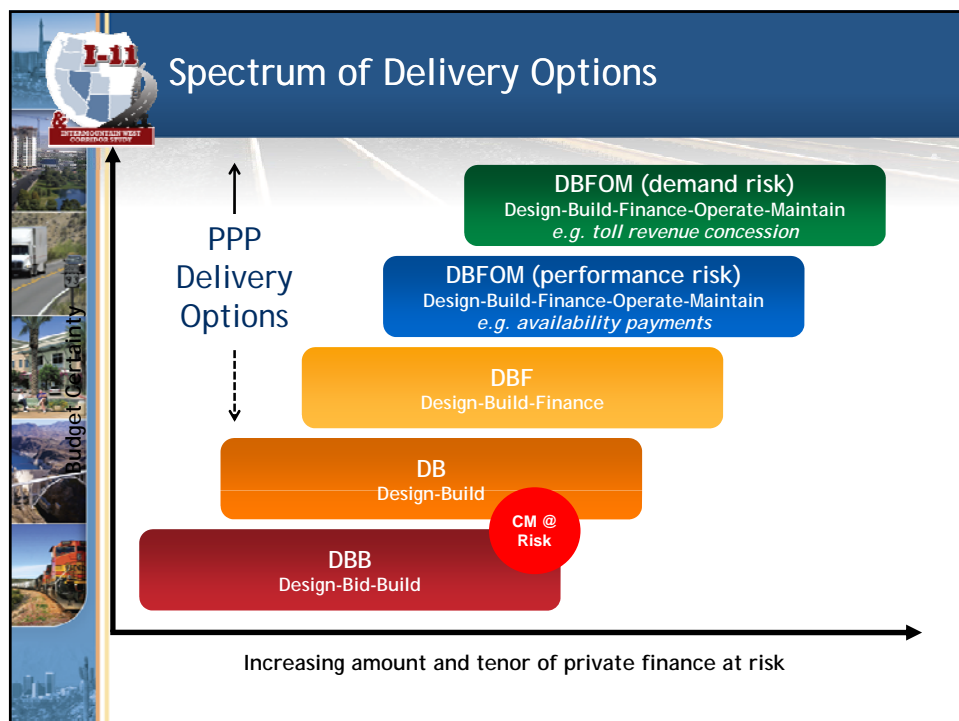 I-11
&
INTERMOUNTAIN WEST
CORRIDOR STUDY
Spectrum of Delivery Options
Budget Certainty
PPP
Delivery
Options
DBFOM (demand risk)
Design-Build-Finance-Operate-Maintain
e.g. toll revenue concession
DBFOM (performance risk)
Design-Build-Finance-Operate-Maintain
e.g. availability payments
DBF
Design-Build-Finance
DB
Design-Build
CM @
Risk
DBB
Design-Bid-Build
Increasing amount and tenor of private finance at risk